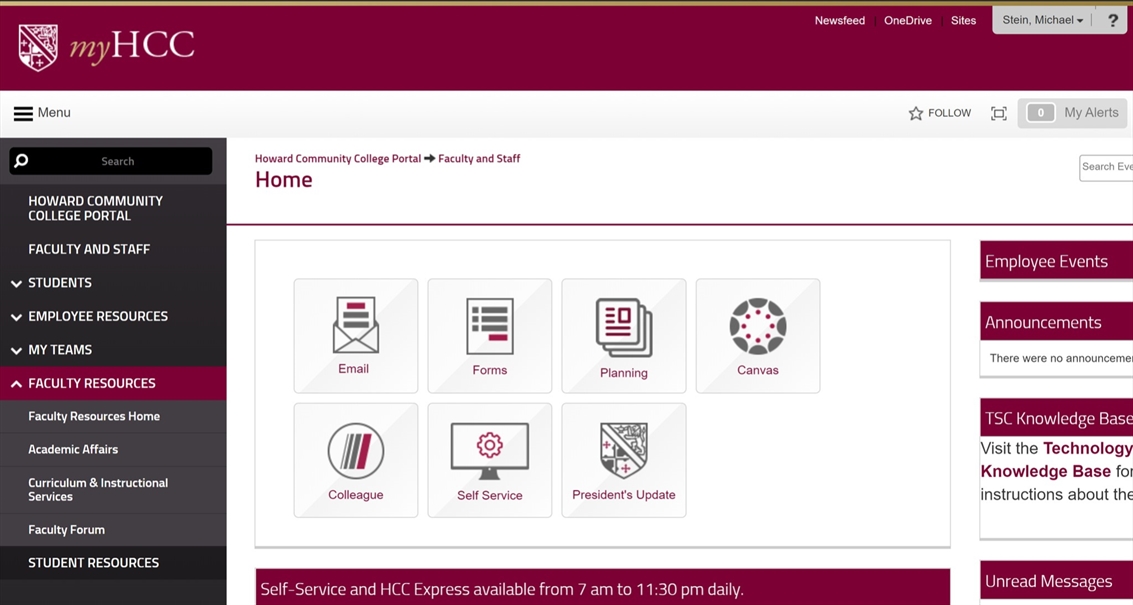 Newsfeed OneDrive Sites Stein, Michael ?
myHCC
Menu
FOLLOW 0 My Alerts
Search
HOWARD COMMUNITY
COLLEGE PORTAL
FACULTY AND STAFF
STUDENTS
EMPLOYEE RESOURCES
MY TEAMS
FACULTY RESOURCES
Faculty Resources Home
Academic Affairs
Curriculum & Instructional
Services
Faculty Forum
STUDENT RESOURCES
Howard Community College Portal Faculty and Staff
Home
Search Eve
Email
Forms
Planning
Canvas
Colleague
Self Service
President's Update
Self-Service and HCC Express available from 7 am to 11:30 pm daily.
Employee Events
Announcements
There were no announceme
TSC Knowledge Base
Visit the Technology
Knowledge Base for
instructions about the
Unread Messages